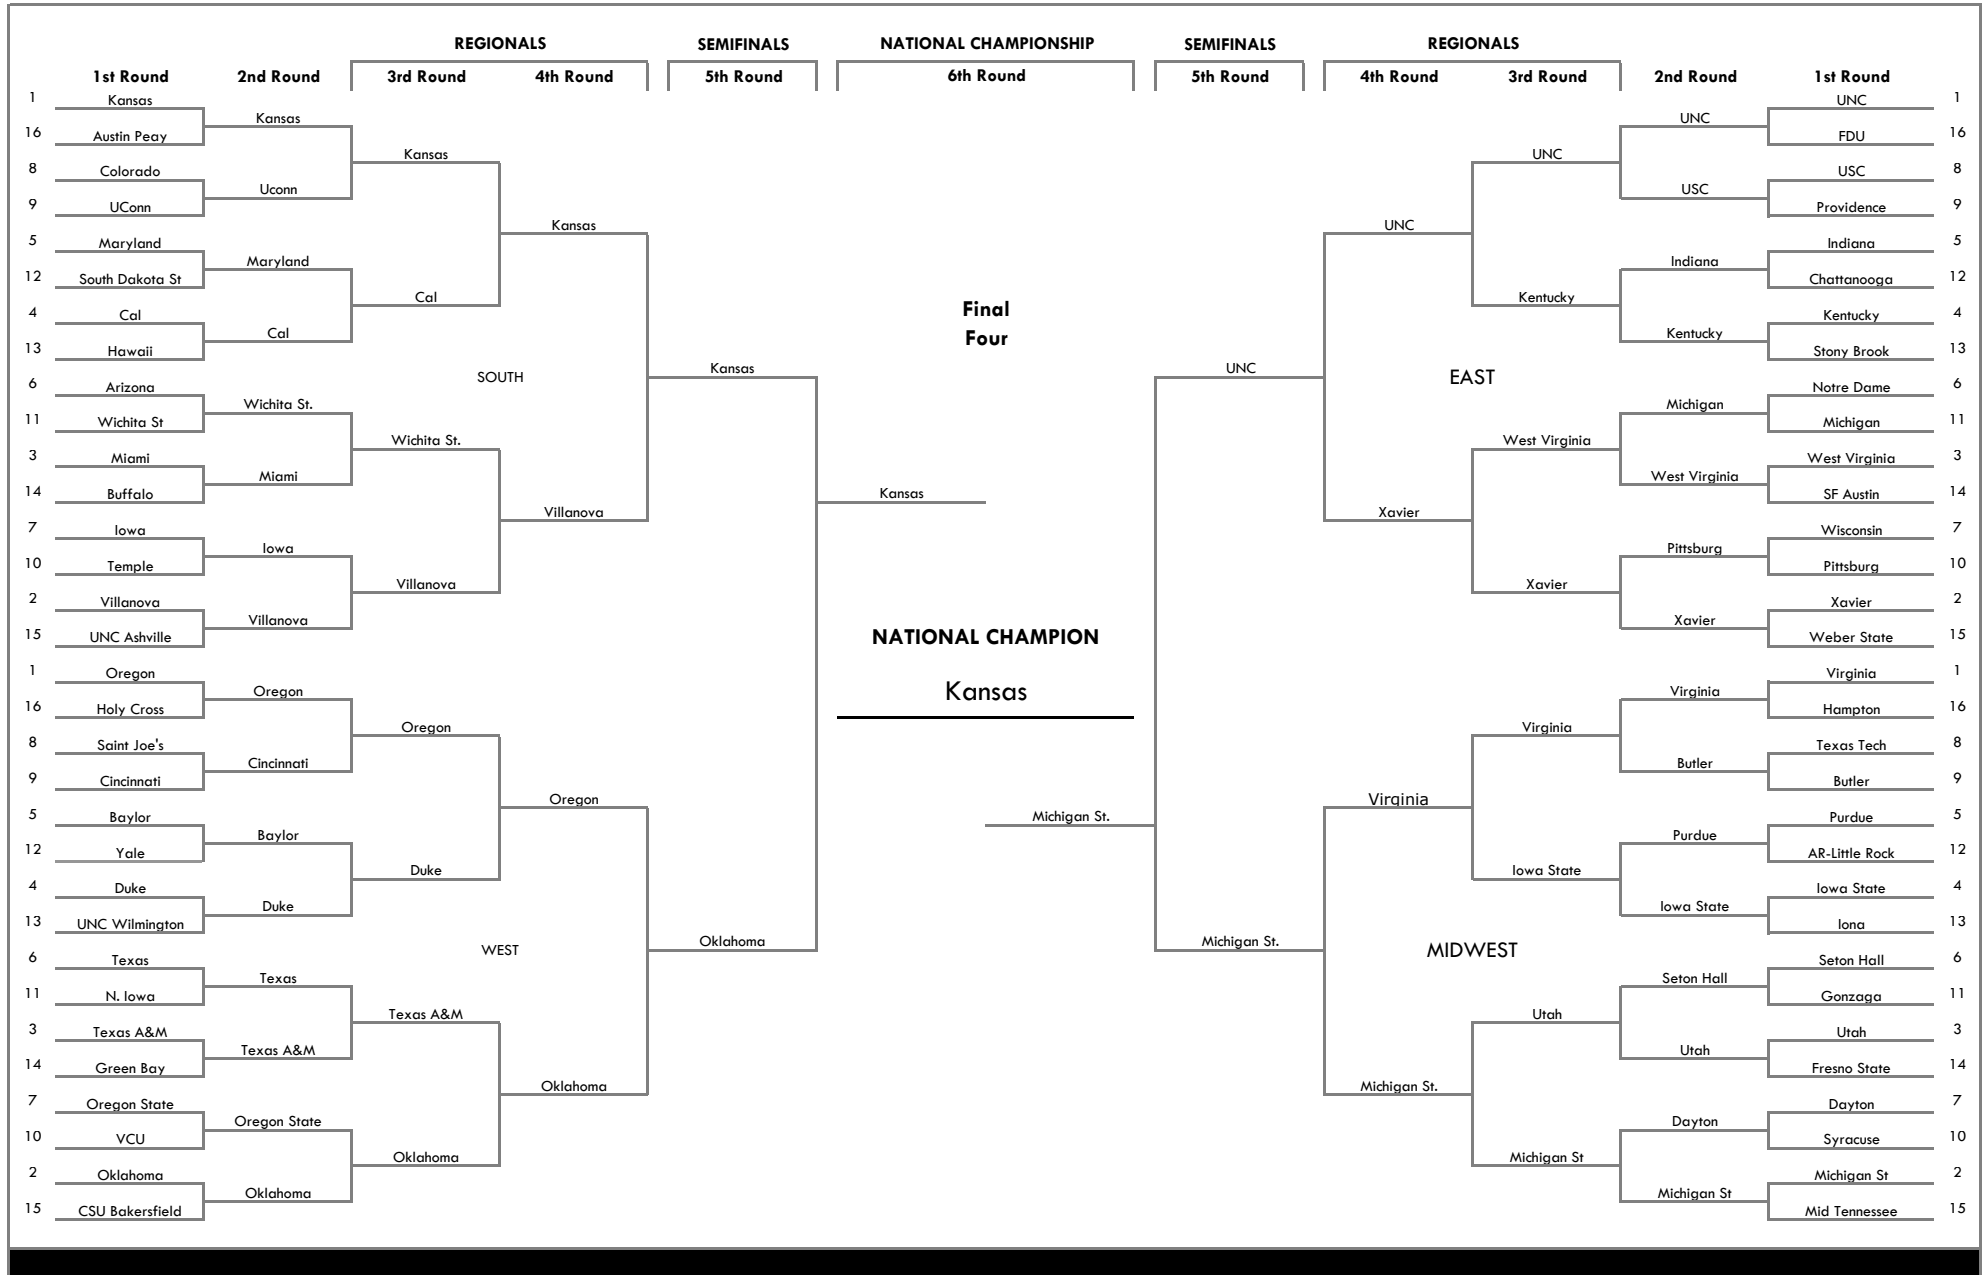 REGIONALS SEMIFINALS NATIONAL CHAMPIONSHIP SEMIFINALS REGIONALS
1st Round 2nd Round 3rd Round 4th Round 5th Round 6th Round 5th Round 4th Round 3rd Round 2nd Round 1st Round
1 Kansas UNC 1
Kansas UNC
16 Austin Peay FDU 16
Kansas UNC
8 Colorado USC 8
Uconn USC
9 UConn Providence 9
Kansas UNC
5 Maryland Indiana 5
Maryland Indiana
12 South Dakota St Chattanooga 12
Cal Kentucky
Final
4 Cal Kentucky 4
Cal Kentucky
Four
13 Hawaii Stony Brook 13
Kansas UNC
SOUTH EAST
6 Arizona Notre Dame 6
Wichita St. Michigan
11 Wichita St Michigan 11
Wichita St. West Virginia
3 Miami West Virginia 3
Miami West Virginia
14 Buffalo Kansas SF Austin 14
Villanova Xavier
7 Iowa Wisconsin 7
Iowa Pittsburg
10 Temple Pittsburg 10
Villanova Xavier
2 Villanova Xavier 2
Villanova Xavier
15 UNC Ashville NATIONAL CHAMPION Weber State 15
1 Oregon Virginia 1
Oregon Kansas Virginia
16 Holy Cross Hampton 16
Oregon Virginia
8 Saint Joe's Texas Tech 8
Cincinnati Butler
9 Cincinnati Butler 9
Oregon Virginia
5 Baylor Michigan St. Purdue 5
Baylor Purdue
12 Yale AR-Little Rock 12
Duke Iowa State
4 Duke Iowa State 4
Duke Iowa State
13 UNC Wilmington Iona 13
Oklahoma Michigan St.
WEST MIDWEST
6 Texas Seton Hall 6
Texas Seton Hall
11 N. Iowa Gonzaga 11
Texas A&M Utah
3 Texas A&M Utah 3
Texas A&M Utah
14 Green Bay Fresno State 14
Oklahoma Michigan St.
7 Oregon State Dayton 7
Oregon State Dayton
10 VCU Syracuse 10
Oklahoma Michigan St
2 Oklahoma Michigan St 2
Oklahoma Michigan St
15 CSU Bakersfield Mid Tennessee 15